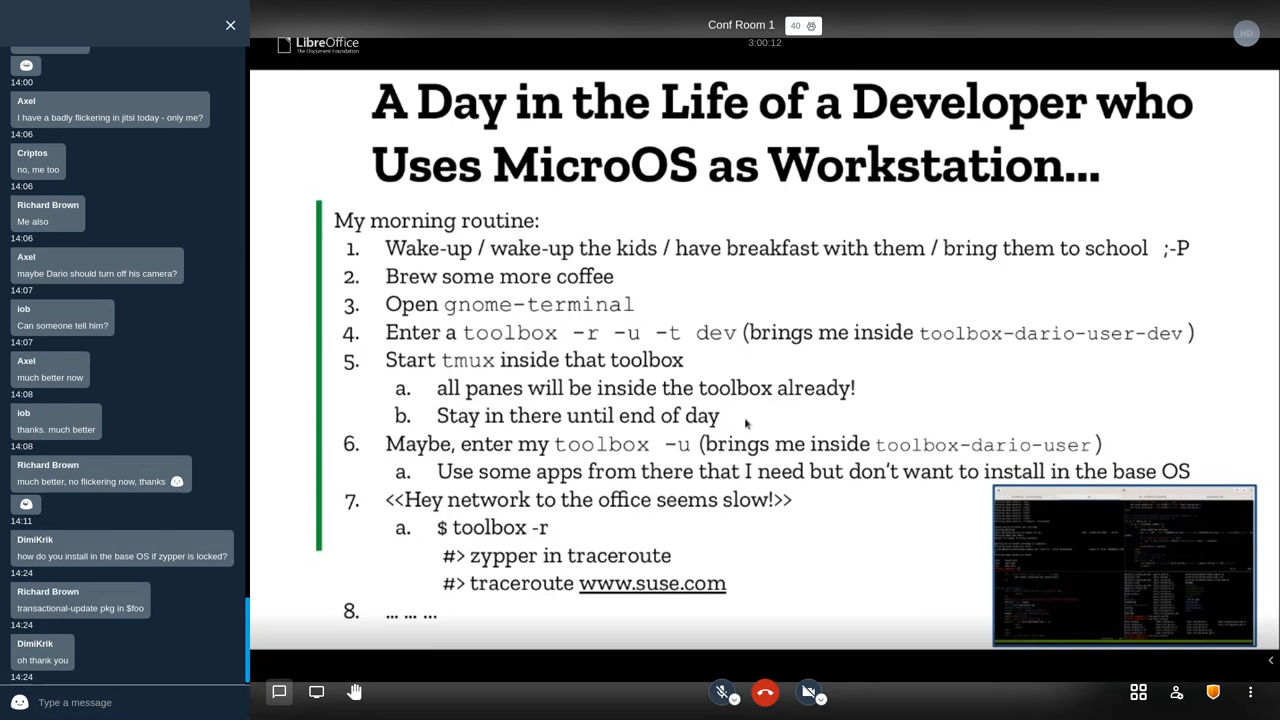 14:00
Axel
I have a badly flickering in jitsi today - only me?
14:06
Criptos
no, me too
14:06
Richard Brown
Me also
14:06
Axel
maybe Dario should turn off his camera?
14:07
iob
Can someone tell him?
14:07
Axel
much better now
14:08
iob
thanks. much better
14:08
Richard Brown
much better, no flickering now, thanks
14:11
DimiKrik
how do you install in the base OS if zypper is locked?
14:24
Richard Brown
transactional-update pkg in $foo
14:24
DimiKrik
oh thank you
14:24
Type a message
Conf Room 1 40
3:00:12
HD
LibreOffice
The Document Foundation
A Day in the Life of a Developer who
Uses MicroOS as Workstation...
My morning routine:
1. Wake-up / wake-up the kids / have breakfast with them / bring them to school ;-P
2. Brew some more coffee
3. Open gnome-terminal
4. Enter a toolbox -r -u -t dev (brings me inside toolbox-dario-user-dev )
5. Start tmux inside that toolbox
a. all panes will be inside the toolbox already!
b. Stay in there until end of day
6. Maybe, enter my toolbox -u (brings me inside toolbox-dario-user )
a. Use some apps from there that I need but don't want to install in the base OS
7. <<Hey network to the office seems slow!>>
a. $ toolbox -r
#> zypper in traceroute
#> traceroute www.suse.com
8. ... ... ...